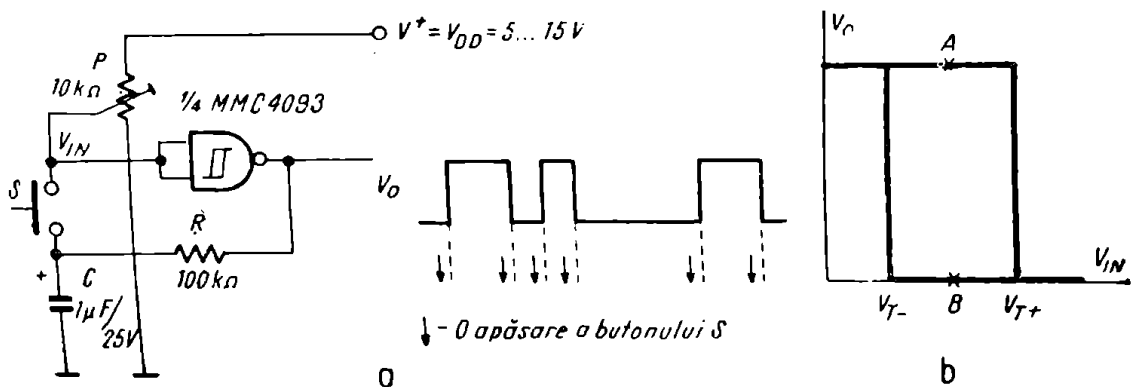 V⁺ = V_DD = 5... 15 V
P
10 kΩ
1/4 MMC4093
V_IN
S
V_O
R
100 kΩ
+
C
1µF/
25V
↓ - O apăsare a butonului S
a
V_O
A
V_IN
V_T-
B
V_T+
b